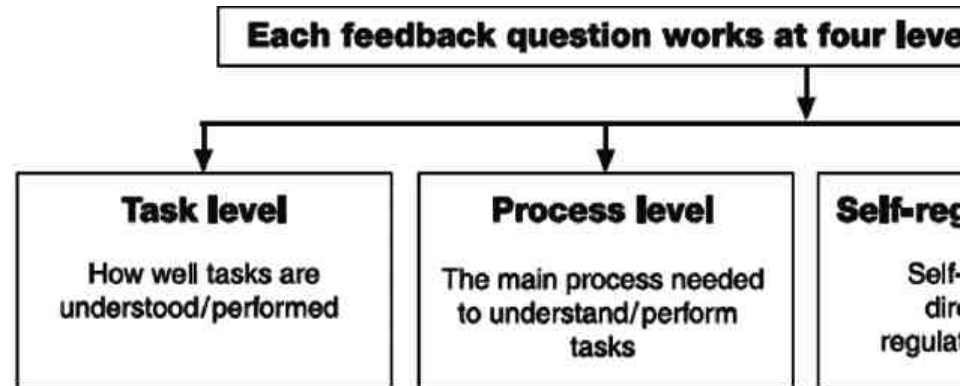 Each feedback question works at four leve
Task level
How well tasks are
understood/performed
Process level
The main process needed
to understand/perform
tasks
Self-reg
Self-
dire
regulat